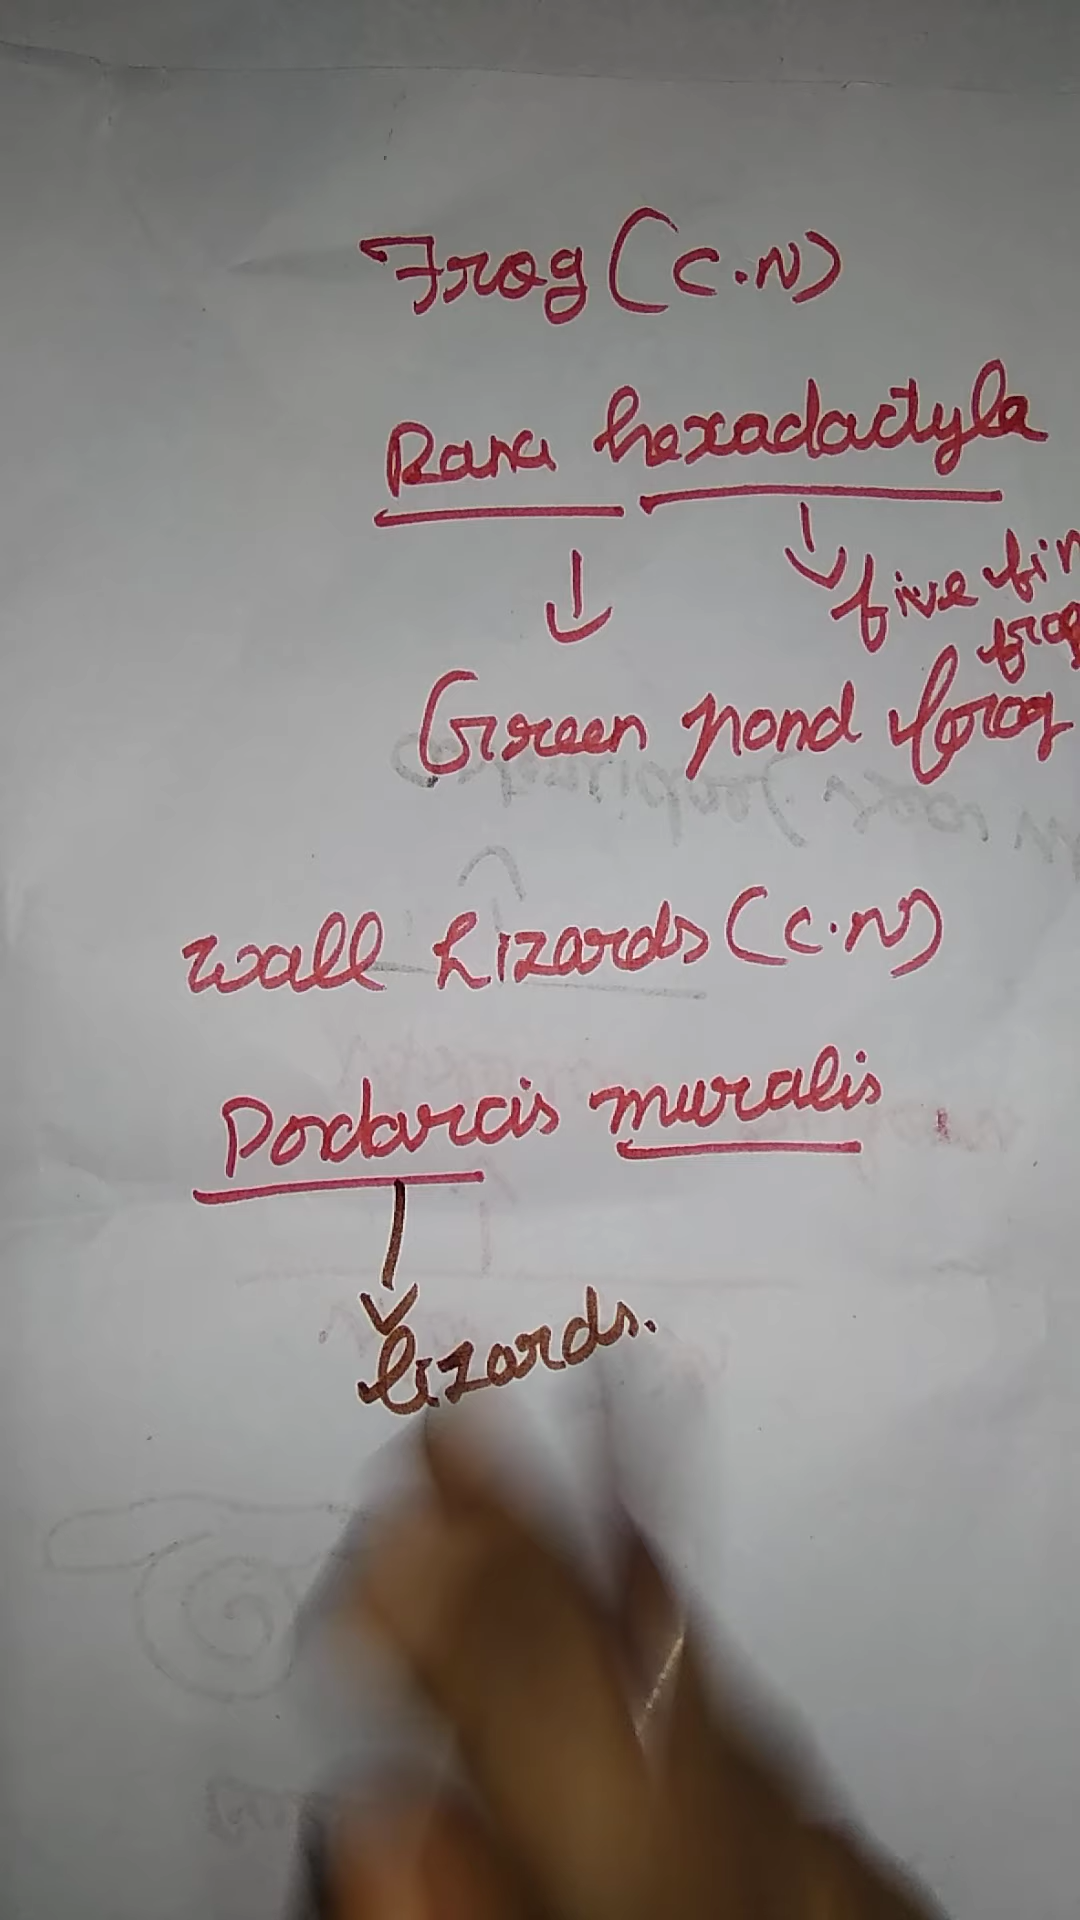 Frog (C.N)
Rana hexadactyla
five fin
frog
Green pond frog
wall Lizards (C.N)
Podarcis muralis
lizards.